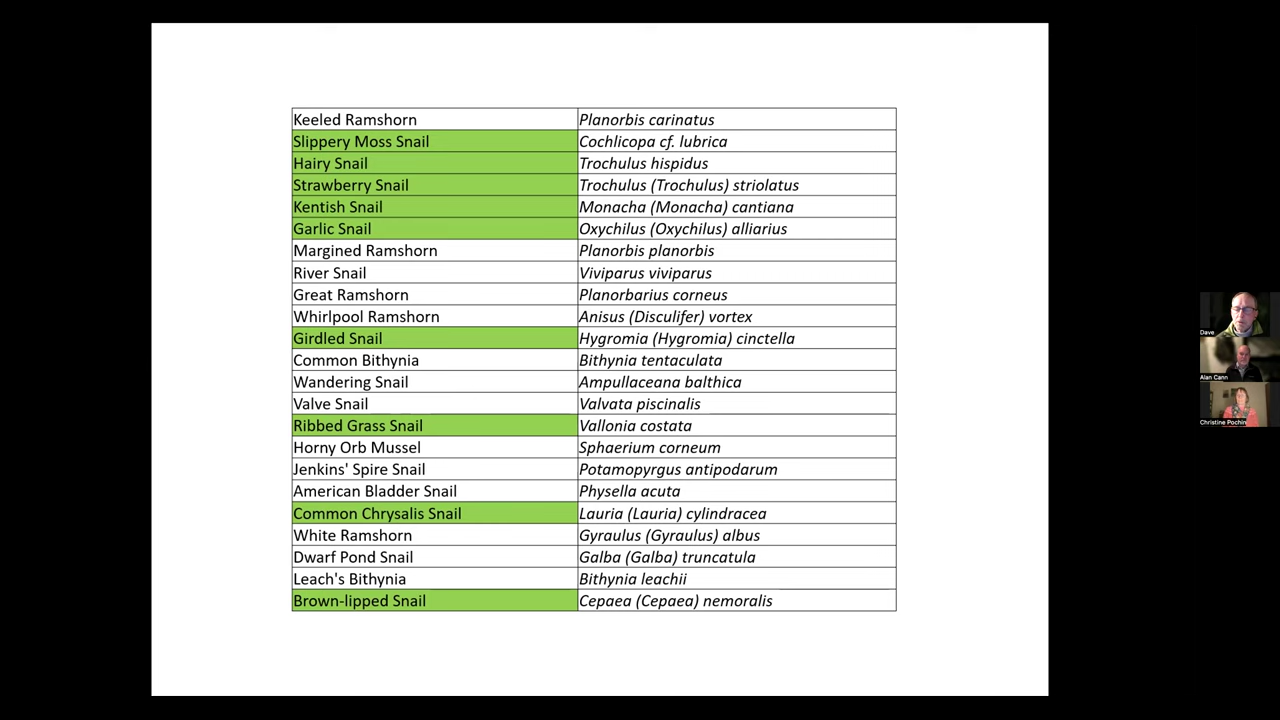 Keeled Ramshorn Planorbis carinatus
Slippery Moss Snail Cochlicopa cf. lubrica
Hairy Snail Trochulus hispidus
Strawberry Snail Trochulus (Trochulus) striolatus
Kentish Snail Monacha (Monacha) cantiana
Garlic Snail Oxychilus (Oxychilus) alliarius
Margined Ramshorn Planorbis planorbis
River Snail Viviparus viviparus
Great Ramshorn Planorbarius corneus
Whirlpool Ramshorn Anisus (Disculifer) vortex
Girdled Snail Hygromia (Hygromia) cinctella
Common Bithynia Bithynia tentaculata
Wandering Snail Ampullaceana balthica
Valve Snail Valvata piscinalis
Ribbed Grass Snail Vallonia costata
Horny Orb Mussel Sphaerium corneum
Jenkins' Spire Snail Potamopyrgus antipodarum
American Bladder Snail Physella acuta
Common Chrysalis Snail Lauria (Lauria) cylindracea
White Ramshorn Gyraulus (Gyraulus) albus
Dwarf Pond Snail Galba (Galba) truncatula
Leach's Bithynia Bithynia leachii
Brown-lipped Snail Cepaea (Cepaea) nemoralis
Dave
Alan Cann
Christine Pochin